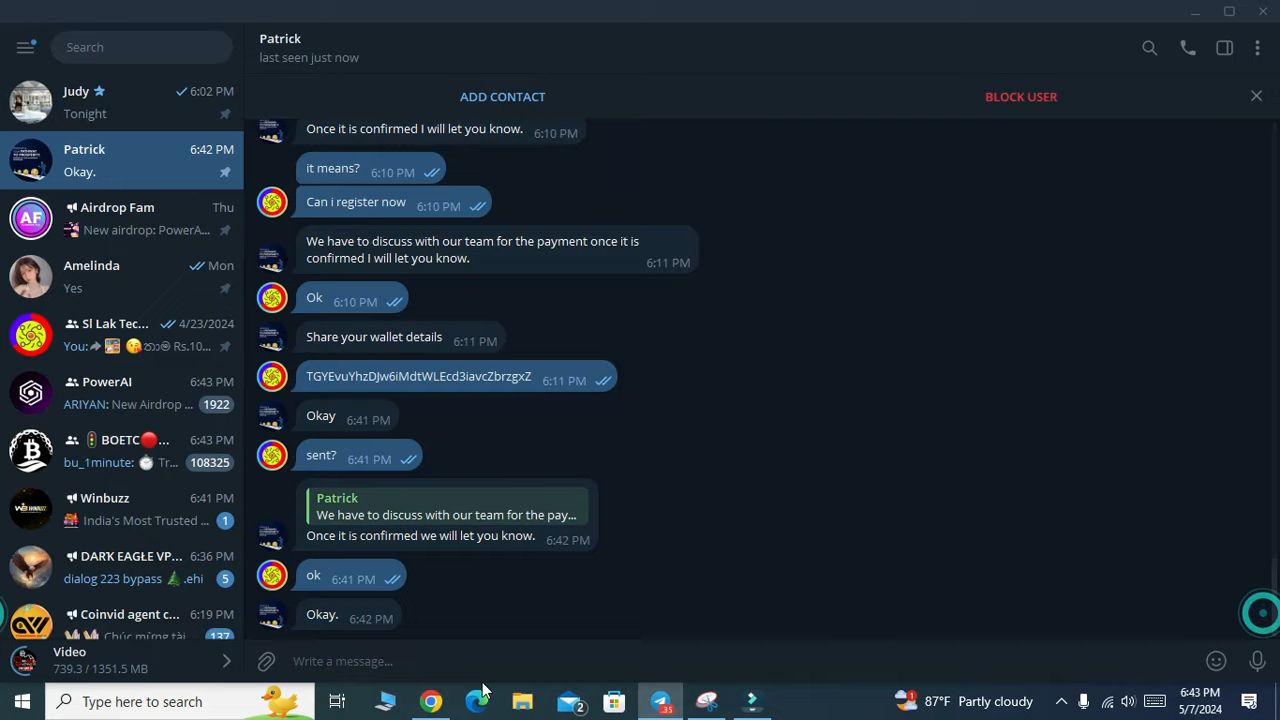 Search
Judy
6:02 PM
Tonight
Patrick
6:42 PM
Okay.
Airdrop Fam
Thu
New airdrop: PowerA...
Amelinda
Mon
Yes
Sl Lak Tec...
4/23/2024
You:
Rs.10...
PowerAI
6:43 PM
ARIYAN: New Airdrop ...
1922
BOETC
6:43 PM
bu_1minute:
Tr...
108325
Winbuzz
6:41 PM
India's Most Trusted ...
1
DARX EAGŁE VP...
6:36 PM
dialog 223 bypass 🌲.ehi
5
Coinvid agent c...
6:19 PM
Chúc mừng tài
137
Video
739.3 / 1351.5 MB
Patrick
last seen just now
ADD CONTACT
BLOCK USER
Once it is confirmed I will let you know. 6:10 PM
it means? 6:10 PM
Can i register now 6:10 PM
We have to discuss with our team for the payment once it is
confirmed I will let you know. 6:11 PM
Ok 6:10 PM
Share your wallet details 6:11 PM
TGYEvuYhzDJw6iMdtWLEcd3iavcZbrzgxZ 6:11 PM
Okay 6:41 PM
sent? 6:41 PM
Patrick
We have to discuss with our team for the pay...
Once it is confirmed we will let you know. 6:42 PM
ok 6:41 PM
Okay. 6:42 PM
Write a message...
Type here to search
2
35
1
87°F Partly cloudy
6:43 PM
5/7/2024